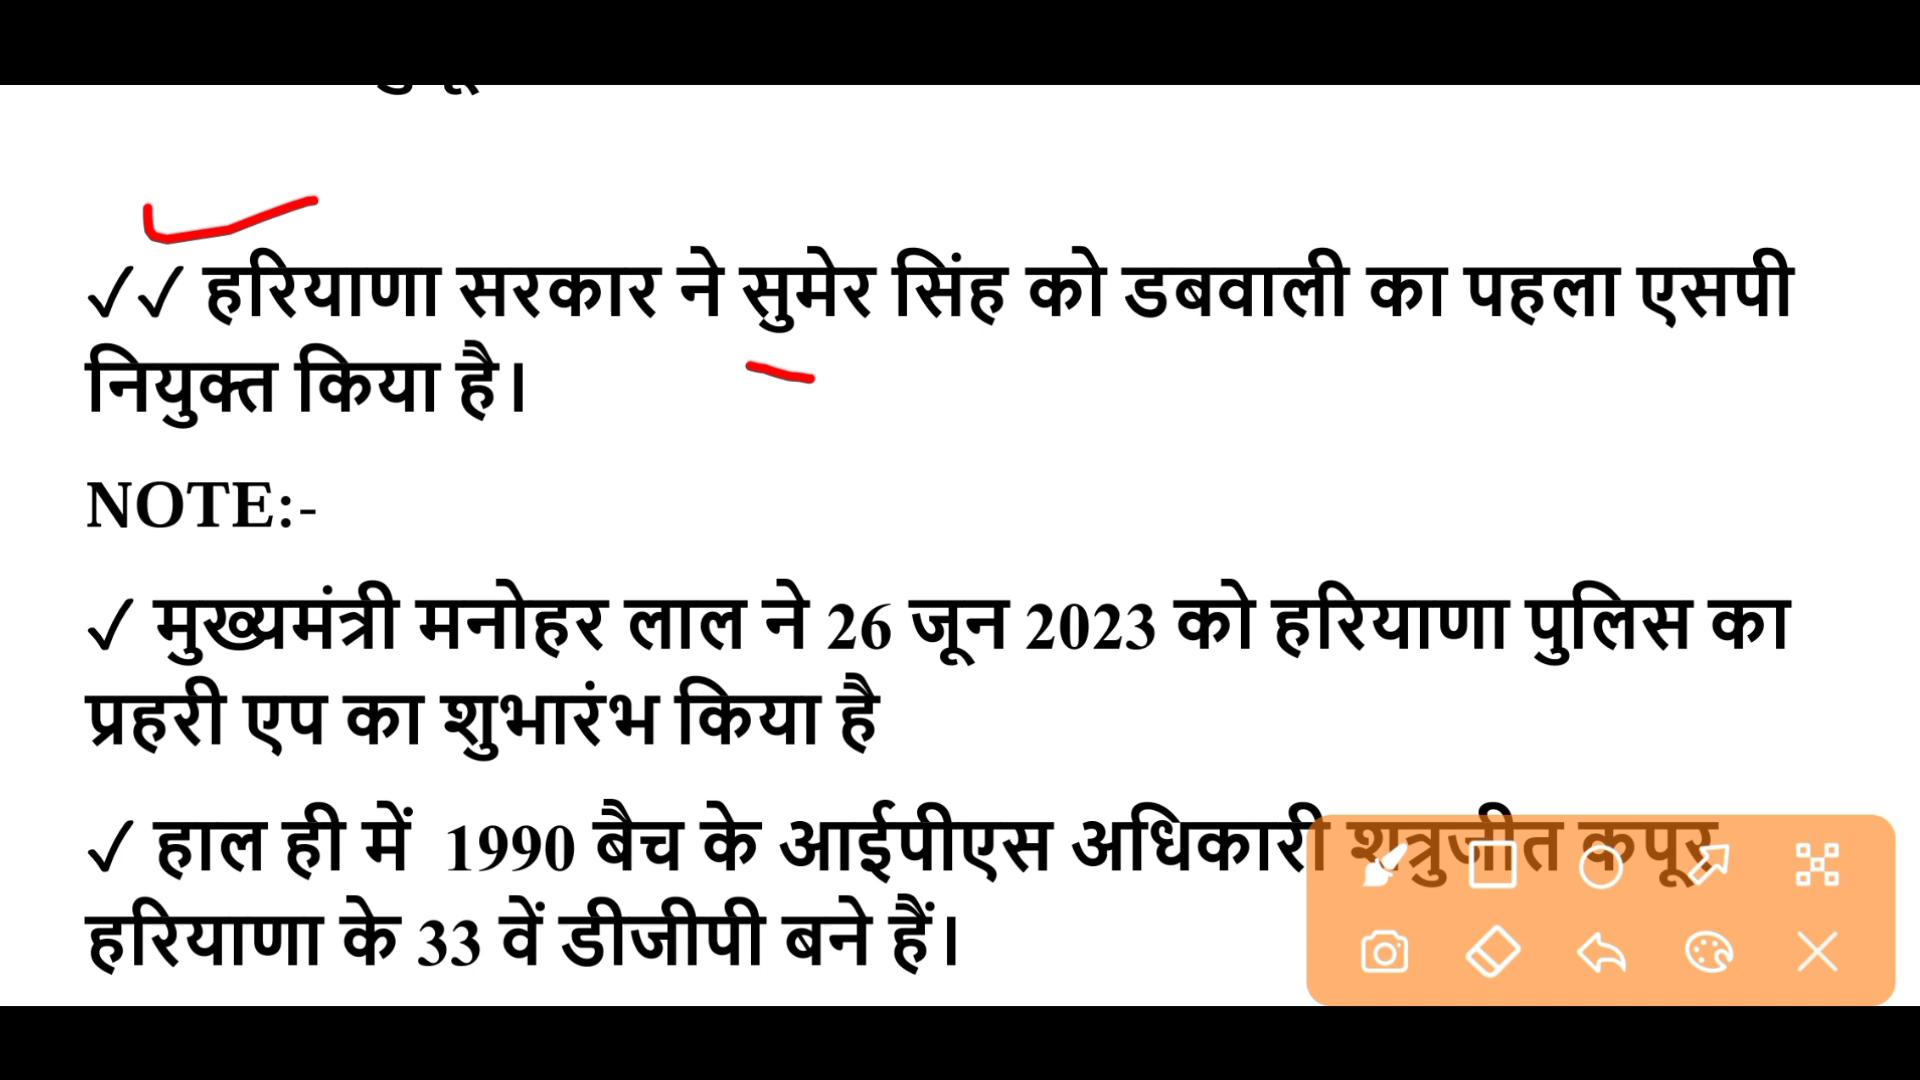 ✓✓ हरियाणा सरकार ने सुमेर सिंह को डबवाली का पहला एसपी
नियुक्त किया है।
NOTE:-
✓ मुख्यमंत्री मनोहर लाल ने 26 जून 2023 को हरियाणा पुलिस का
प्रहरी एप का शुभारंभ किया है
✓ हाल ही में 1990 बैच के आईपीएस अधिकारी शत्रुजीत कपूर
हरियाणा के 33 वें डीजीपी बने हैं।